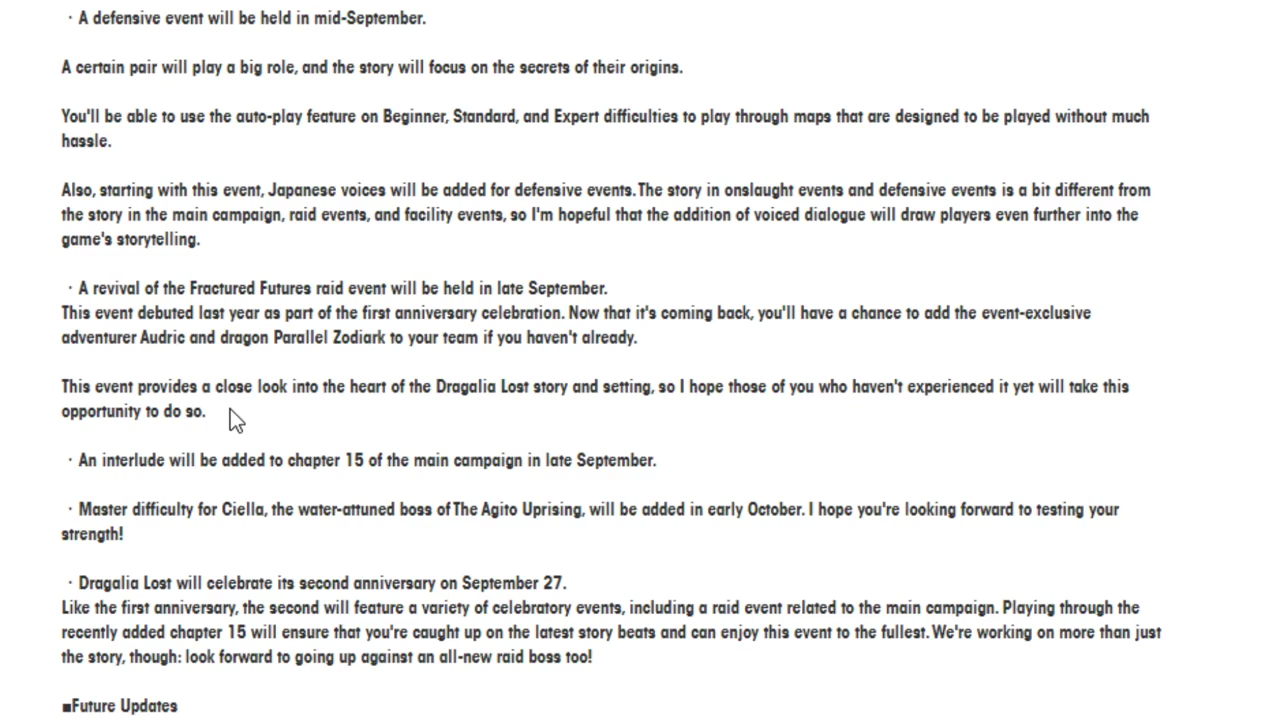 ・A defensive event will be held in mid-September.
A certain pair will play a big role, and the story will focus on the secrets of their origins.
You'll be able to use the auto-play feature on Beginner, Standard, and Expert difficulties to play through maps that are designed to be played without much
hassle.
Also, starting with this event, Japanese voices will be added for defensive events. The story in onslaught events and defensive events is a bit different from
the story in the main campaign, raid events, and facility events, so I'm hopeful that the addition of voiced dialogue will draw players even further into the
game's storytelling.
・A revival of the Fractured Futures raid event will be held in late September.
This event debuted last year as part of the first anniversary celebration. Now that it's coming back, you'll have a chance to add the event-exclusive
adventurer Audric and dragon Parallel Zodiark to your team if you haven't already.
This event provides a close look into the heart of the Dragalia Lost story and setting, so I hope those of you who haven't experienced it yet will take this
opportunity to do so.
・An interlude will be added to chapter 15 of the main campaign in late September.
・Master difficulty for Ciella, the water-attuned boss of The Agito Uprising, will be added in early October. I hope you're looking forward to testing your
strength!
・Dragalia Lost will celebrate its second anniversary on September 27.
Like the first anniversary, the second will feature a variety of celebratory events, including a raid event related to the main campaign. Playing through the
recently added chapter 15 will ensure that you're caught up on the latest story beats and can enjoy this event to the fullest. We're working on more than just
the story, though: look forward to going up against an all-new raid boss too!
■Future Updates